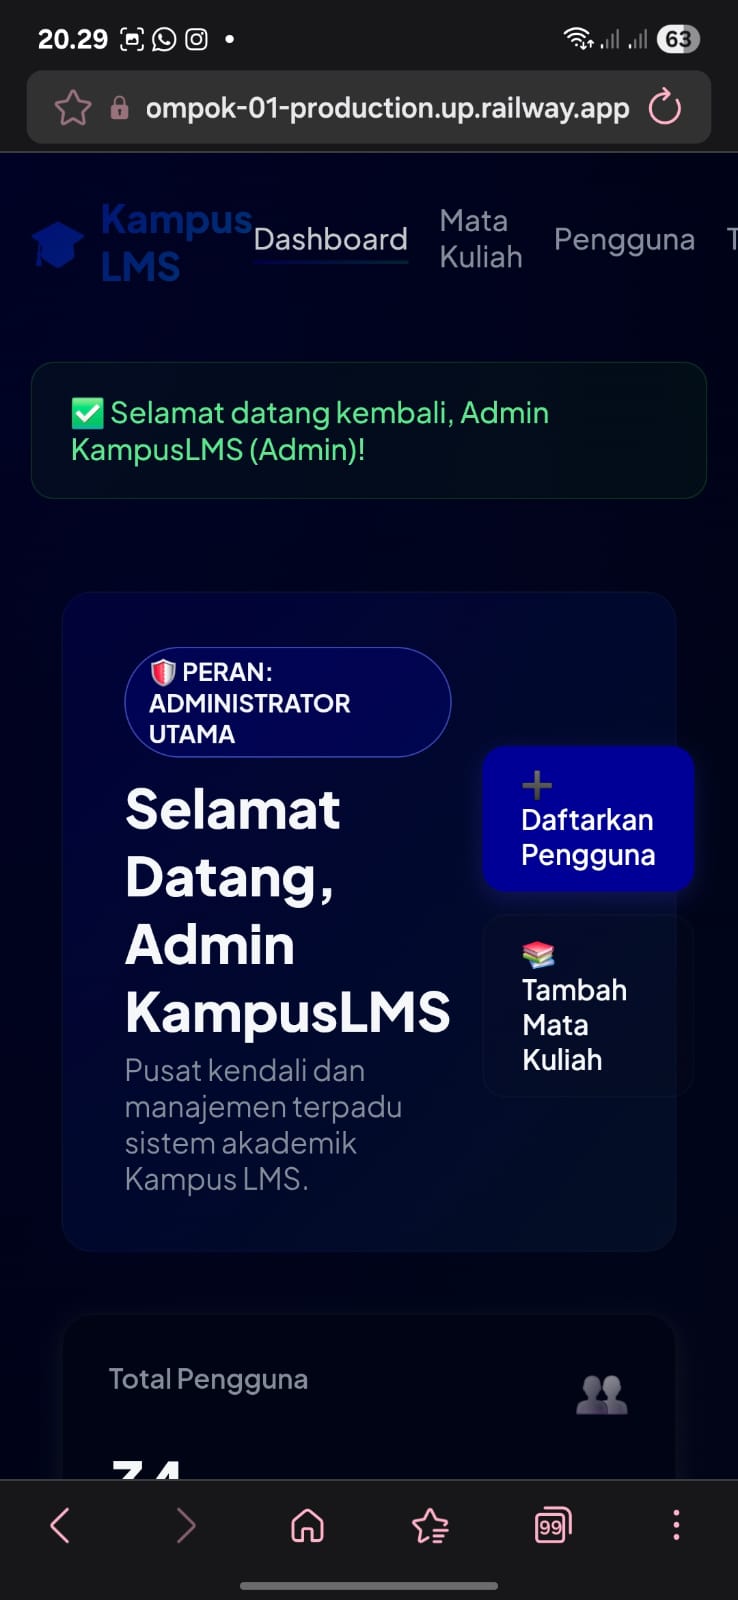 20.29
63
ompok-01-production.up.railway.app
Kampus
LMS
Dashboard
Mata
Kuliah
Pengguna
✅ Selamat datang kembali, Admin
KampusLMS (Admin)!
🛡️ PERAN:
ADMINISTRATOR
UTAMA
Selamat
Datang,
Admin
KampusLMS
Pusat kendali dan
manajemen terpadu
sistem akademik
Kampus LMS.
➕
Daftarkan
Pengguna
📚
Tambah
Mata
Kuliah
Total Pengguna
99